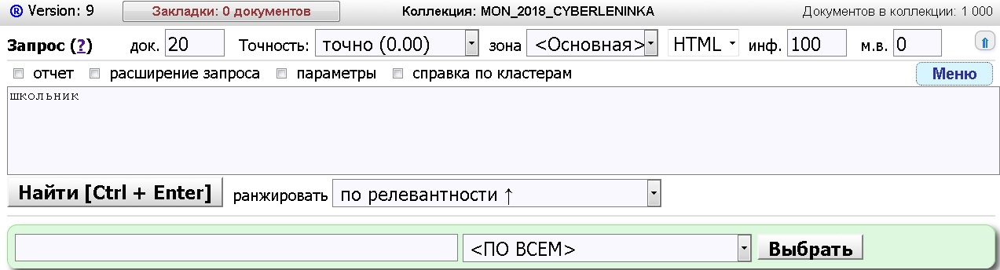 ® Version: 9 Закладки: 0 документов Коллекция: MON_2018_CYBERLENINKA Документов в коллекции: 1 000
Запрос (?) док. 20 Точность: точно (0.00) зона <Основная> HTML инф. 100 м.в. 0 ⇑
отчет расширение запроса параметры справка по кластерам Меню
школьник
Найти [Ctrl + Enter] ранжировать по релевантности ↑
<ПО ВСЕМ> Выбрать